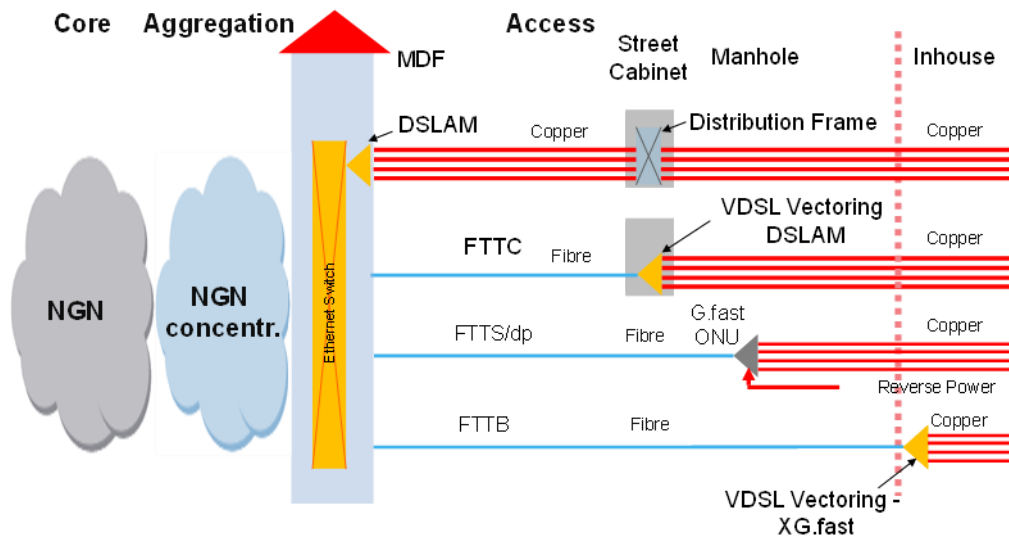 Core
Aggregation
Access
MDF
Street
Cabinet
Manhole
Inhouse
DSLAM
Copper
Distribution Frame
Copper
NGN
NGN
concentr.
Ethernet Switch
FTTC
Fibre
VDSL Vectoring
DSLAM
Copper
FTTS/dp
Fibre
G.fast
ONU
Copper
Reverse Power
FTTB
Fibre
Copper
VDSL Vectoring -
XG.fast